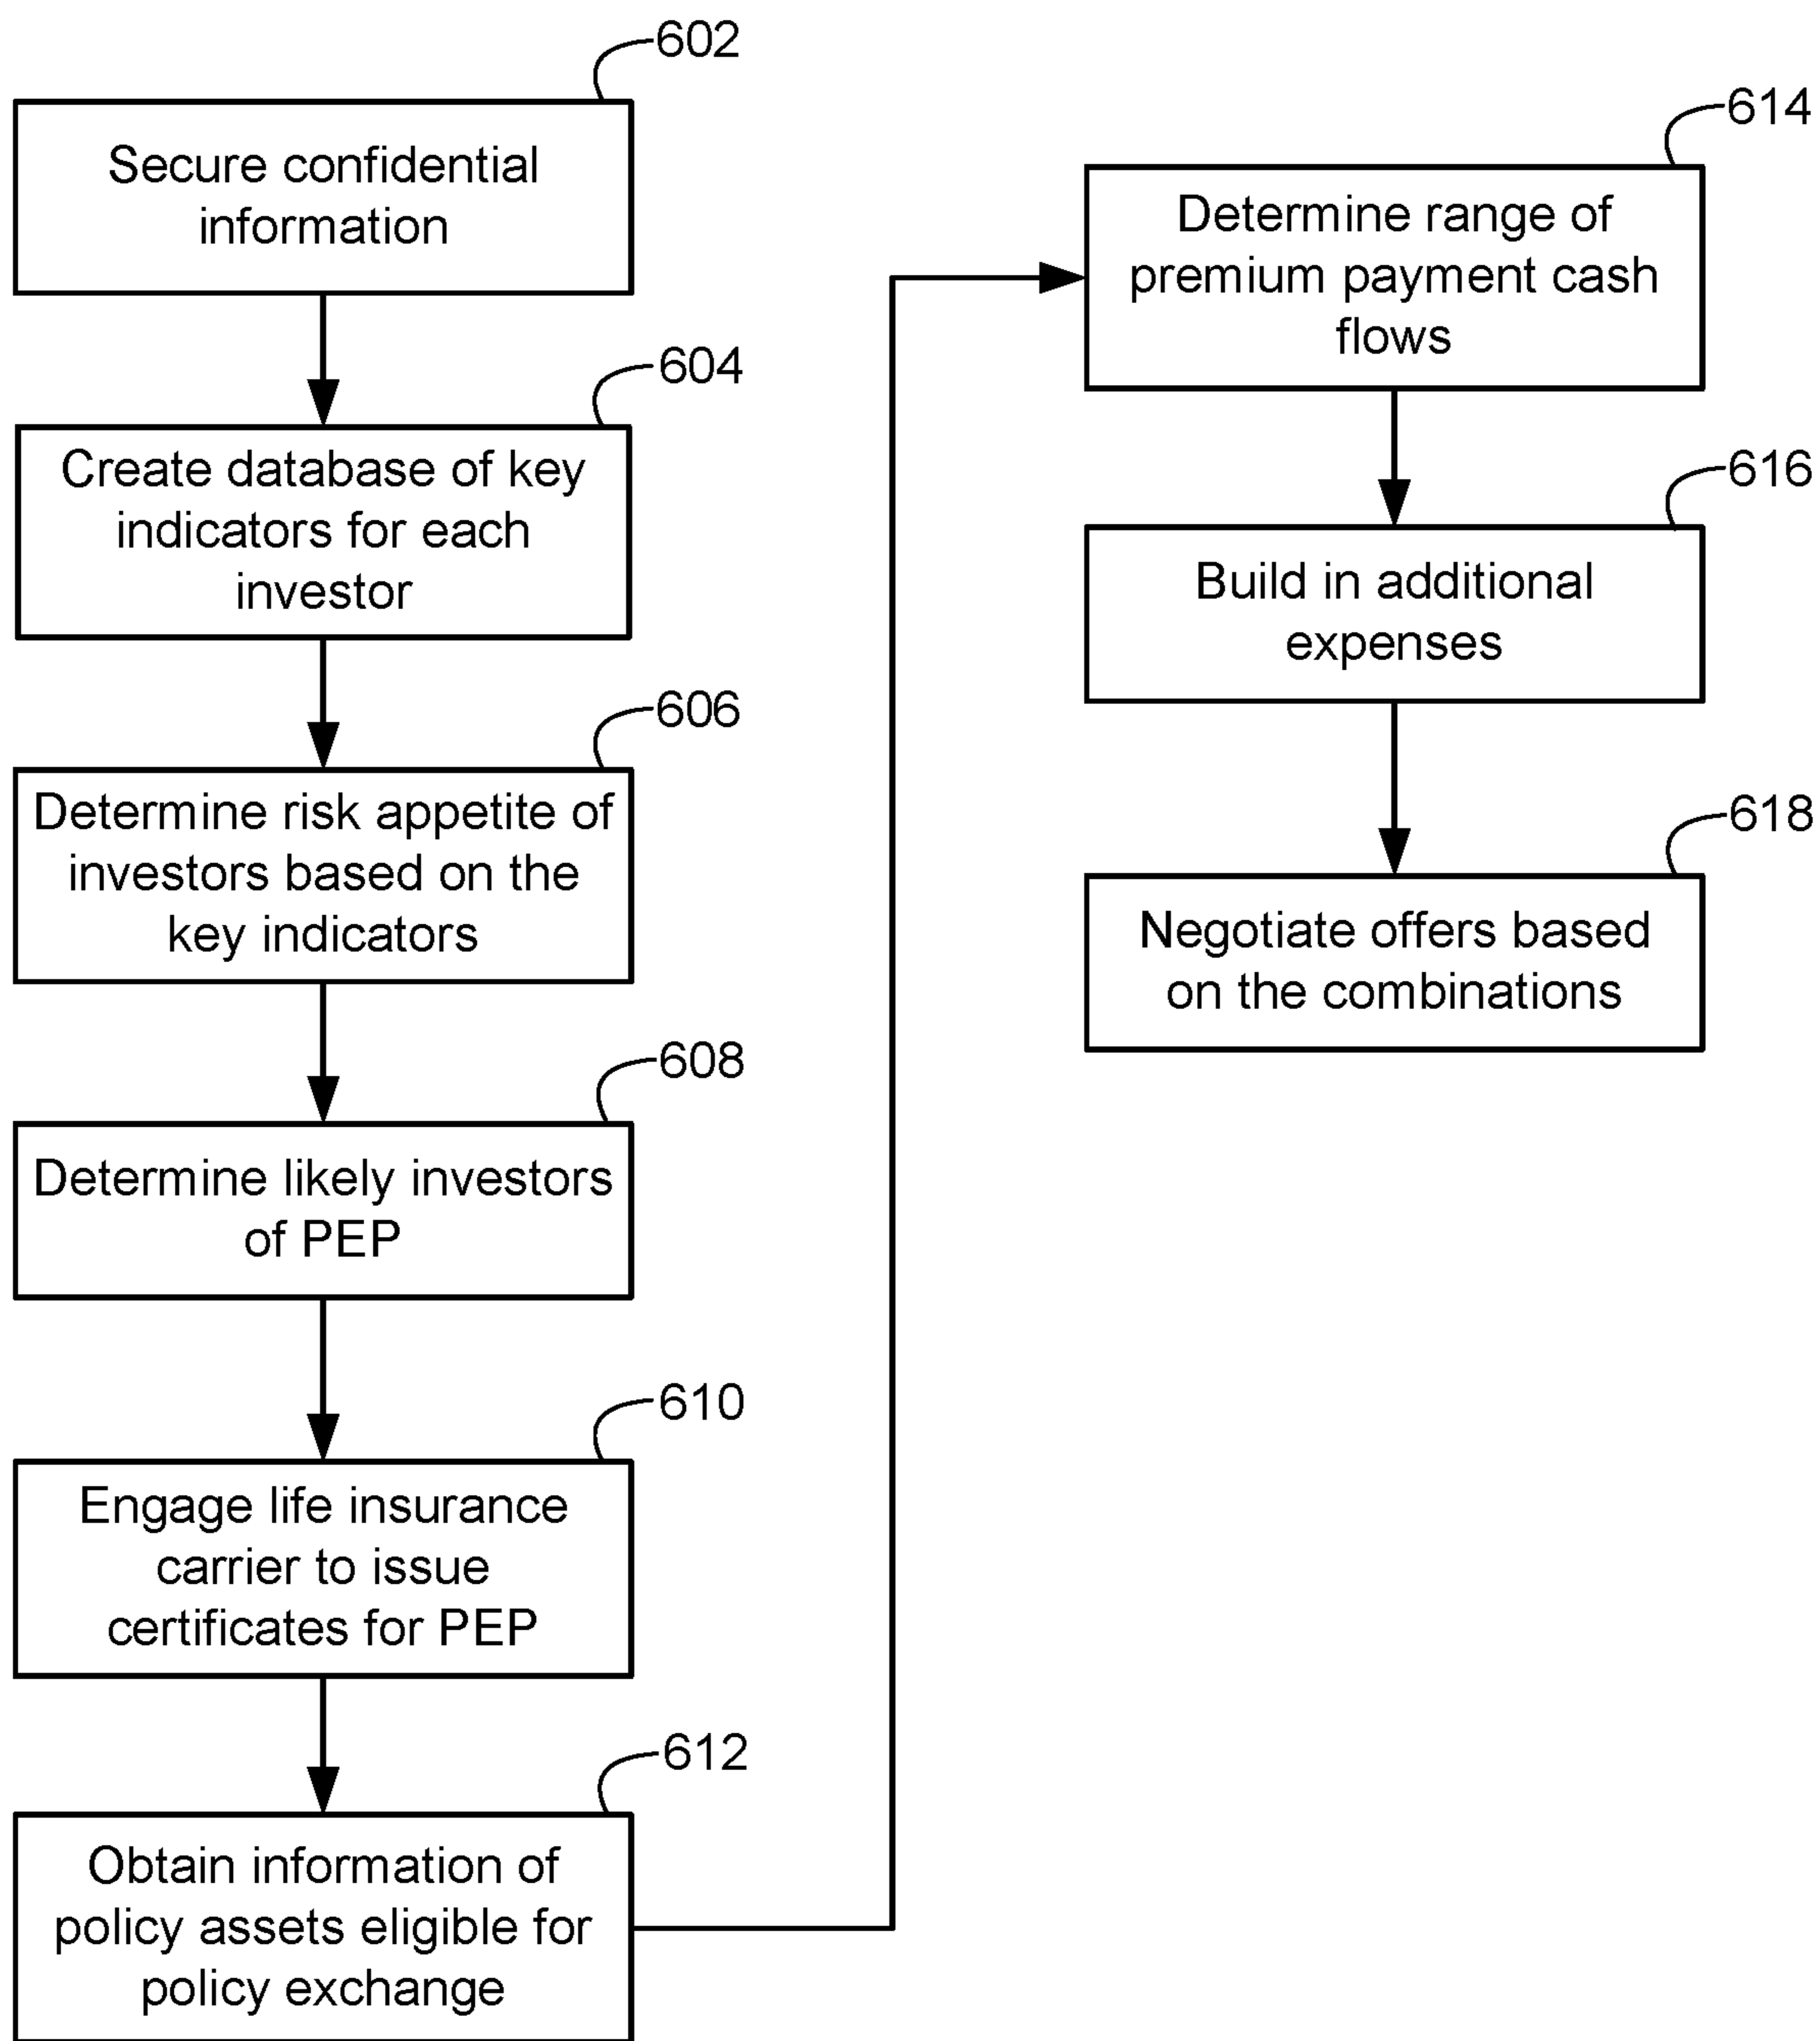 602
Secure confidential
information
604
Create database of key
indicators for each
investor
606
Determine risk appetite of
investors based on the
key indicators
608
Determine likely investors
of PEP
610
Engage life insurance
carrier to issue
certificates for PEP
612
Obtain information of
policy assets eligible for
policy exchange
614
Determine range of
premium payment cash
flows
616
Build in additional
expenses
618
Negotiate offers based
on the combinations